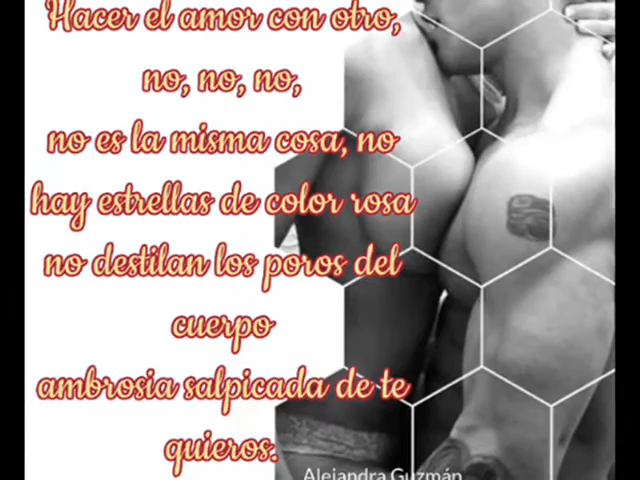 Hacer el amor con otro,
no, no, no,
no es la misma cosa, no
hay estrellas de color rosa
no destilan los poros del
cuerpo
ambrosia salpicada de te
quieros.
Alejandra Guzmán